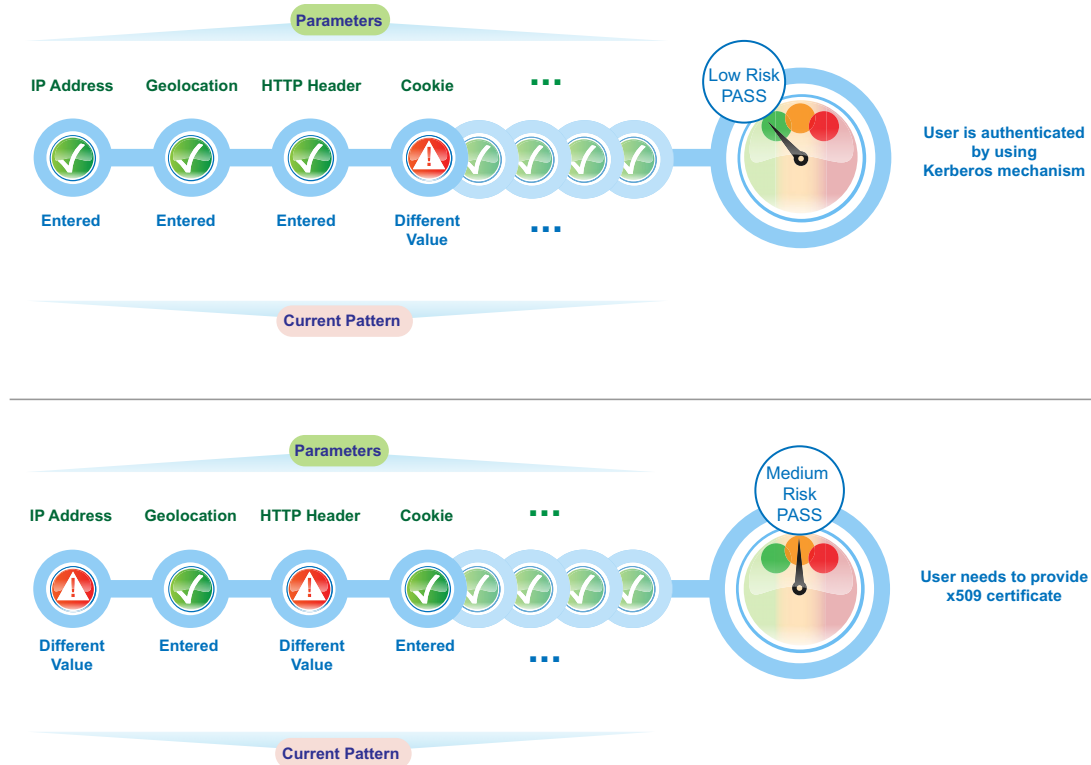 Parameters
IP Address Geolocation HTTP Header Cookie ...
Low Risk
PASS
User is authenticated
by using
Kerberos mechanism
Entered Entered Entered Different
Value
...
Current Pattern
Parameters
IP Address Geolocation HTTP Header Cookie ...
Medium
Risk
PASS
User needs to provide
x509 certificate
Different
Value
Entered
Different
Value
Entered
...
Current Pattern